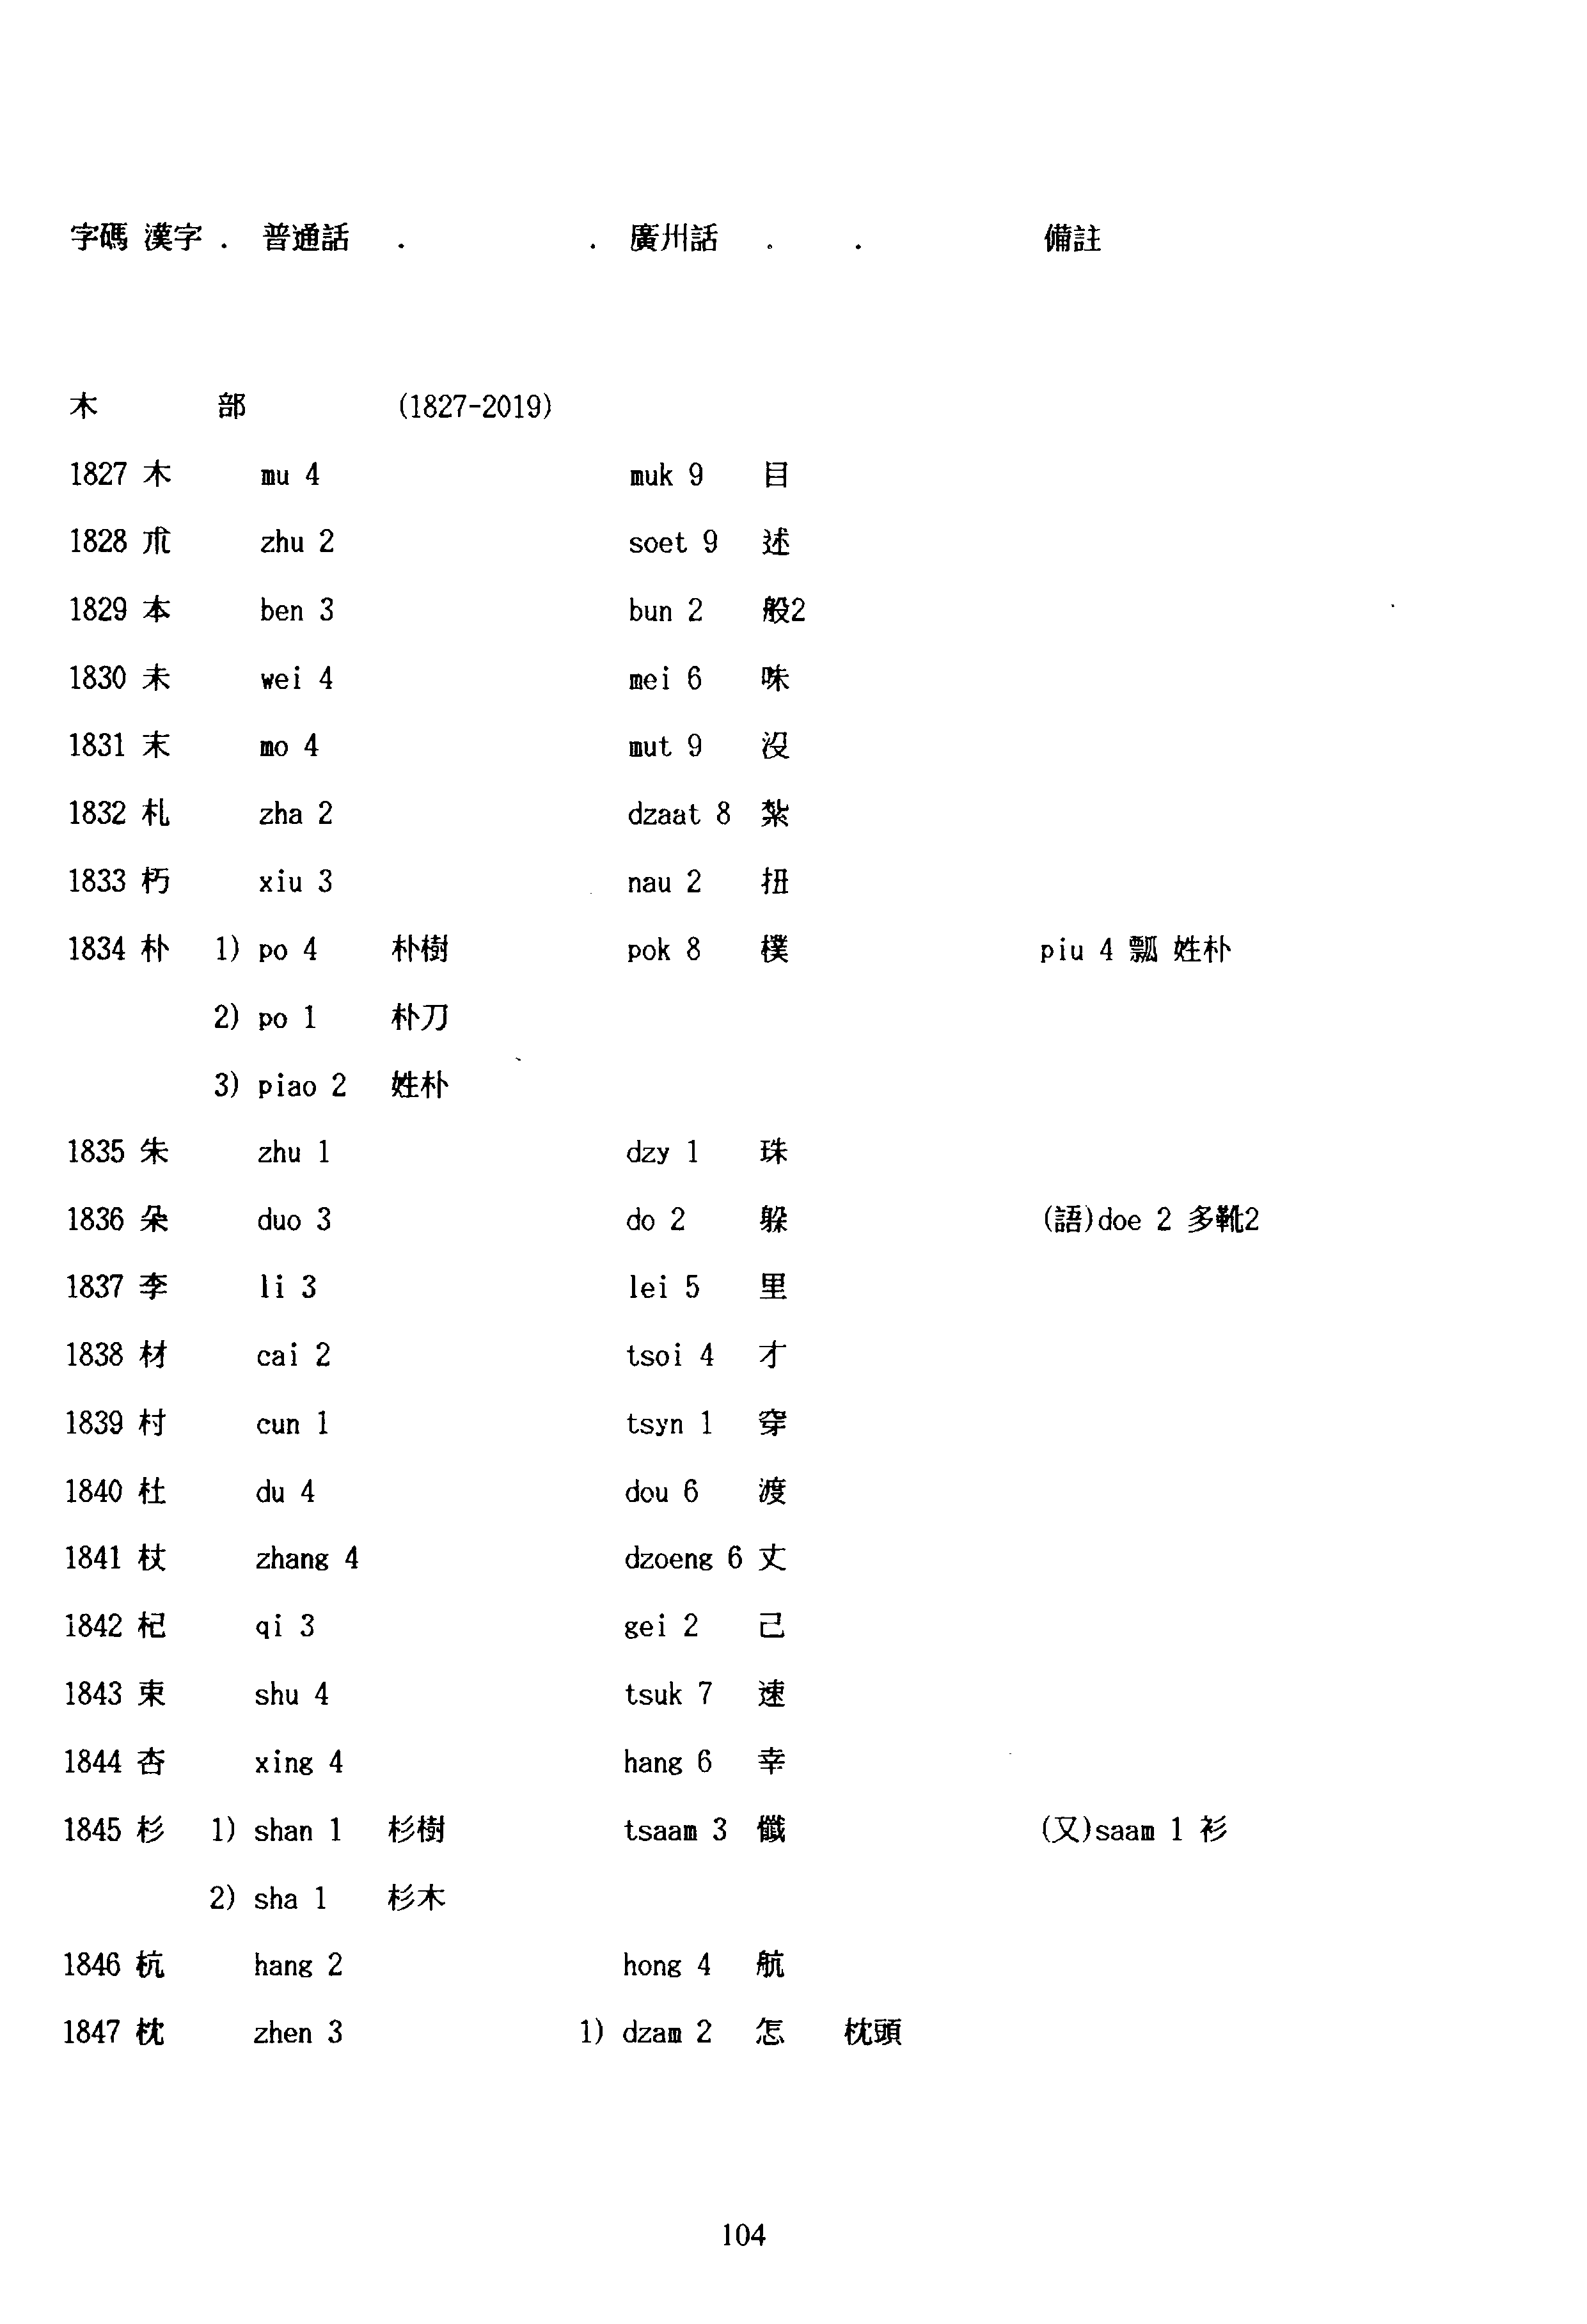 字碼 漢字 . 普通話 . . 廣州話 。 . 備註
木 部 (1827-2019)
1827 木 mu 4 muk 9 目
1828 朮 zhu 2 soet 9 述
1829 本 ben 3 bun 2 般2
1830 未 wei 4 mei 6 味
1831 末 mo 4 mut 9 沒
1832 札 zha 2 dzaat 8 紮
1833 朽 xiu 3 nau 2 扭
1834 朴 1) po 4 朴樹 pok 8 樸 piu 4 瓢 姓朴
2) po 1 朴刀
3) piao 2 姓朴
1835 朱 zhu 1 dzy 1 珠
1836 朵 duo 3 do 2 躲 (語)doe 2 多靴2
1837 李 li 3 lei 5 里
1838 材 cai 2 tsoi 4 才
1839 村 cun 1 tsyn 1 穿
1840 杜 du 4 dou 6 渡
1841 杖 zhang 4 dzoeng 6 丈
1842 杞 qi 3 gei 2 己
1843 束 shu 4 tsuk 7 速
1844 杏 xing 4 hang 6 幸
1845 杉 1) shan 1 杉樹 tsaam 3 懺 (又)saam 1 衫
2) sha 1 杉木
1846 杭 hang 2 hong 4 航
1847 枕 zhen 3 1) dzam 2 怎 枕頭
104